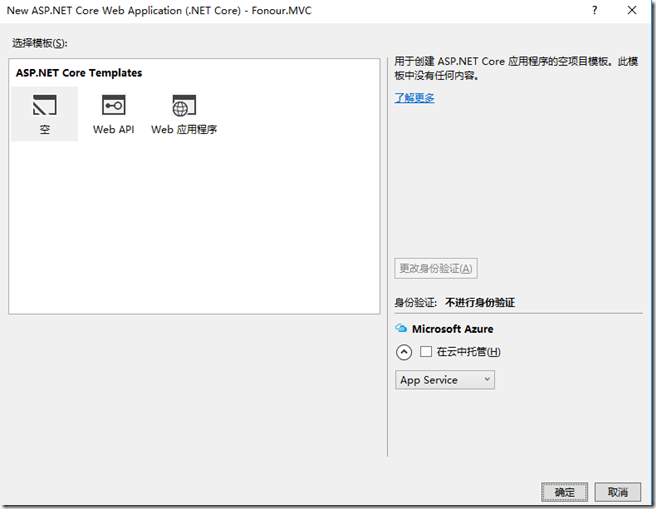 New ASP.NET Core Web Application (.NET Core) - Fonour.MVC
选择模板(S):
ASP.NET Core Templates
空
Web API
Web 应用程序
用于创建 ASP.NET Core 应用程序的空项目模板。此模
板中没有任何内容。
了解更多
更改身份验证(A)
身份验证: 不进行身份验证
Microsoft Azure
在云中托管(H)
App Service
确定
取消